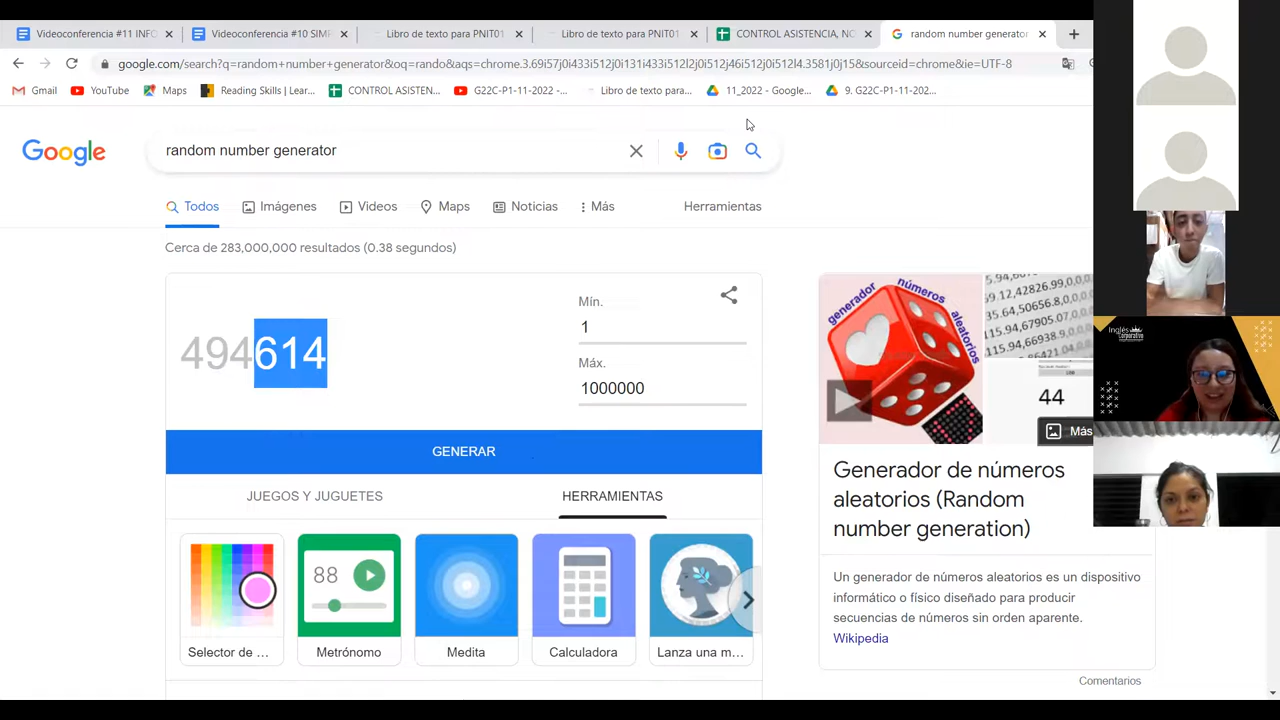 Videoconferencia #11 INFO
Videoconferencia #10 SIMP
Libro de texto para PNIT01
Libro de texto para PNIT01
CONTROL ASISTENCIA, NO
random number generator
google.com/search?q=random+number+generator&oq=rando&aqs=chrome.3.69i57j0i433i512j0i131i433i512l2j0i512j46i512j0i512l4.3581j0j15&sourceid=chrome&ie=UTF-8
Gmail
YouTube
Maps
Reading Skills | Lear...
CONTROL ASISTEN...
G22C-P1-11-2022 -...
Libro de texto para...
11_2022 - Google...
9. G22C-P1-11-202...
Google
random number generator
Todos
Imágenes
Videos
Maps
Noticias
Más
Herramientas
Cerca de 283,000,000 resultados (0.38 segundos)
494614
Mín.
1
Máx.
1000000
GENERAR
JUEGOS Y JUGUETES
HERRAMIENTAS
88
Selector de ...
Metrónomo
Medita
Calculadora
Lanza una m...
generador números aleatorios
44
Más
Generador de números
aleatorios (Random
number generation)
Un generador de números aleatorios es un dispositivo
informático o físico diseñado para producir
secuencias de números sin orden aparente.
Wikipedia
Comentarios
Inglés
Corporativo